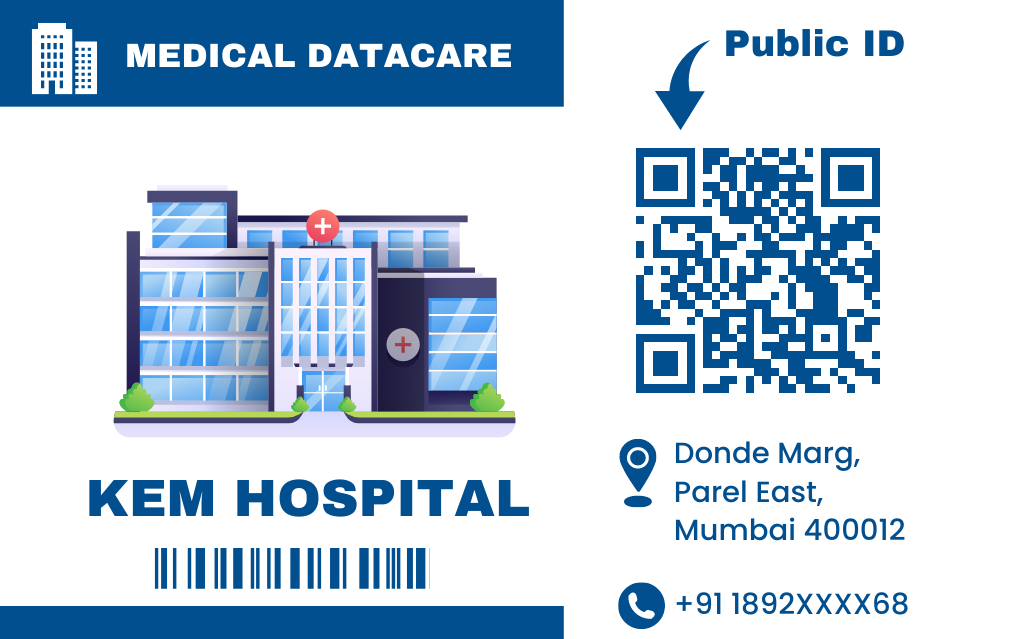 MEDICAL DATACARE
KEM HOSPITAL
Public ID
Donde Marg,
Parel East,
Mumbai 400012
+91 1892XXXX68